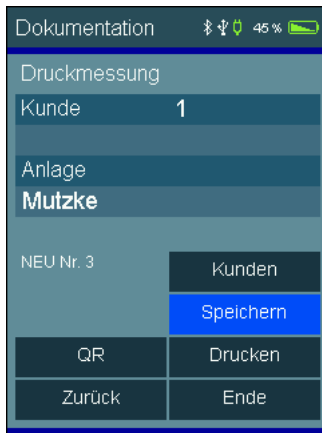 Dokumentation 45 %
Druckmessung
Kunde 1
Anlage
Mutzke
NEU Nr. 3
Kunden
Speichern
QR Drucken
Zurück Ende